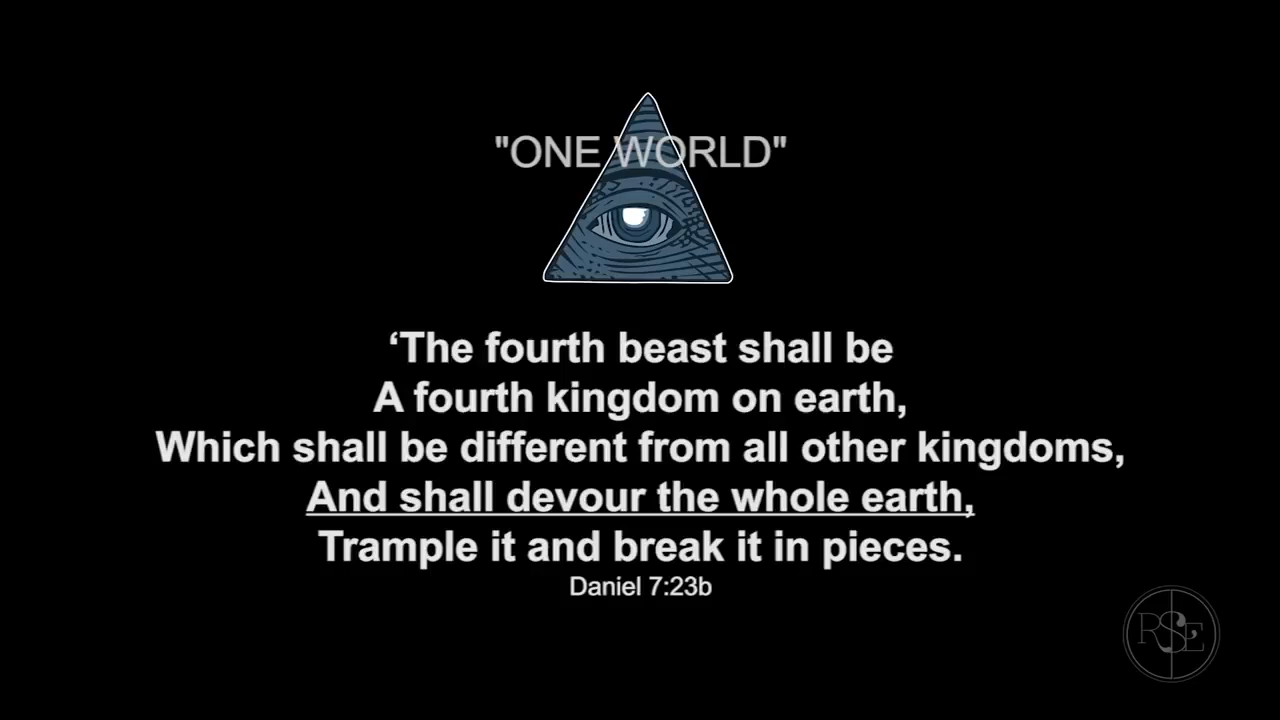 "ONE WORLD"
‘The fourth beast shall be
A fourth kingdom on earth,
Which shall be different from all other kingdoms,
And shall devour the whole earth,
Trample it and break it in pieces.
Daniel 7:23b
RSE